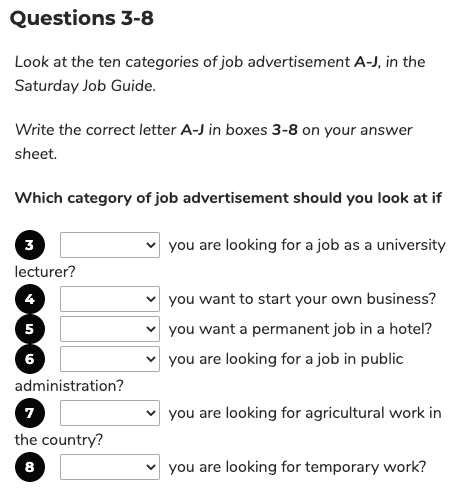 Questions 3-8
Look at the ten categories of job advertisement A-J, in the
Saturday Job Guide.
Write the correct letter A-J in boxes 3-8 on your answer
sheet.
Which category of job advertisement should you look at if
3 you are looking for a job as a university
lecturer?
4 you want to start your own business?
5 you want a permanent job in a hotel?
6 you are looking for a job in public
administration?
7 you are looking for agricultural work in
the country?
8 you are looking for temporary work?